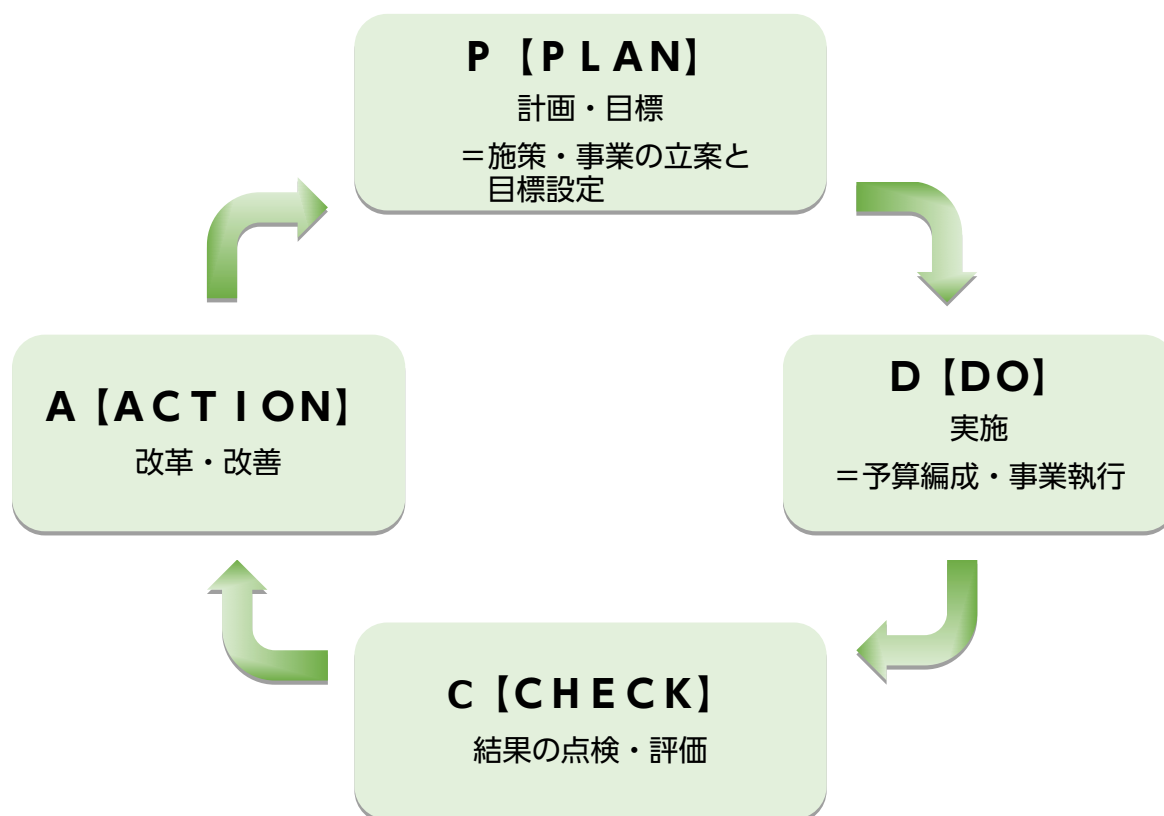 P【PLAN】
計画・目標
＝施策・事業の立案と
目標設定
D【DO】
実施
＝予算編成・事業執行
C【CHECK】
結果の点検・評価
A【ACTION】
改革・改善